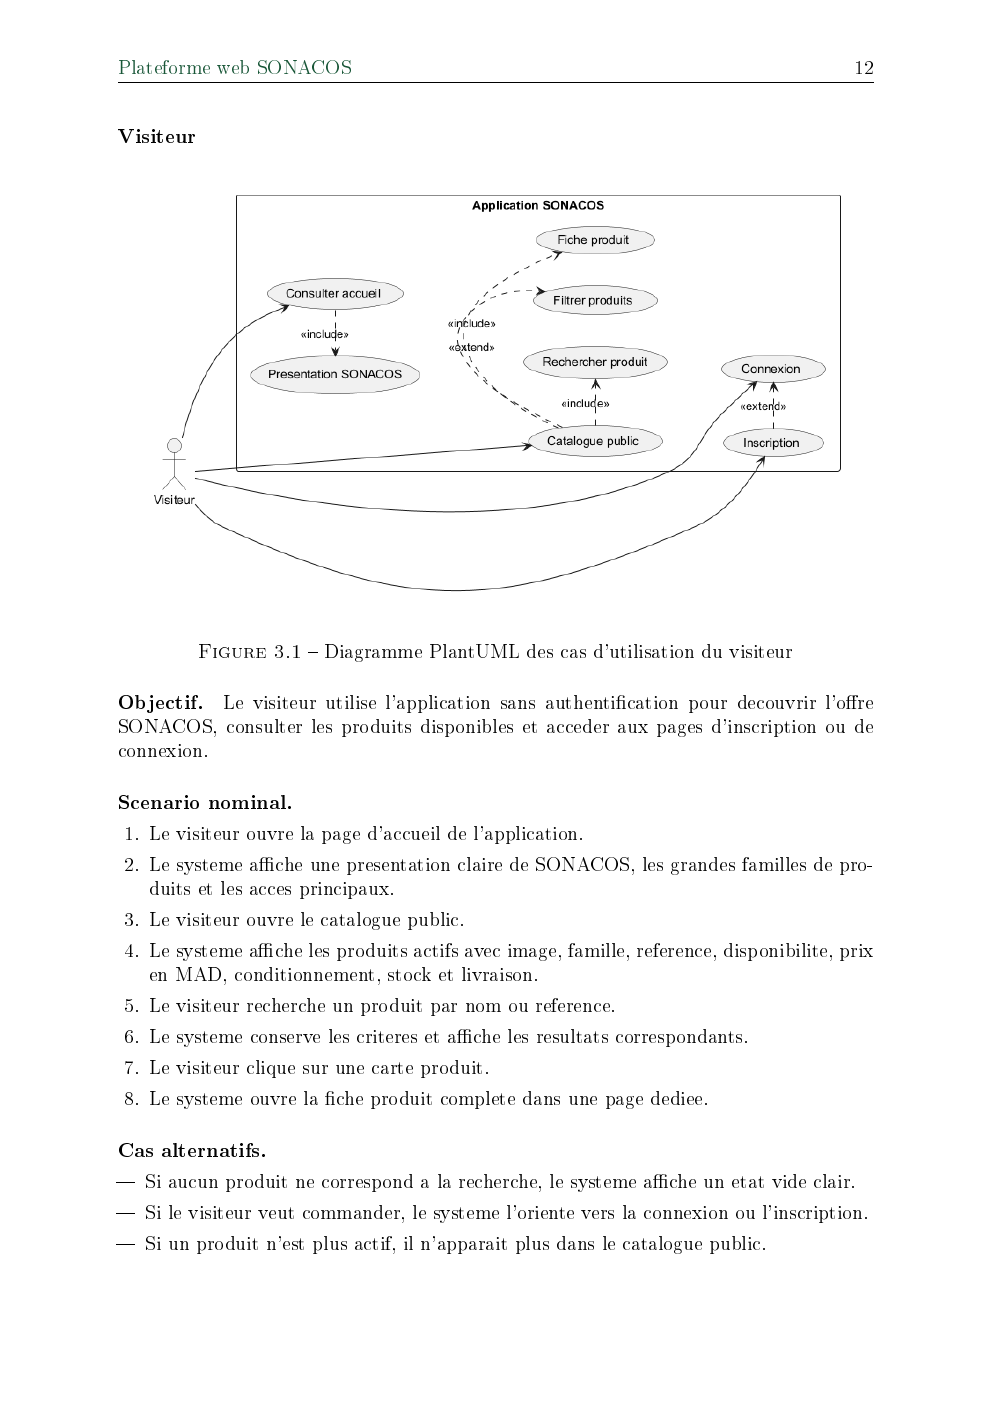 Plateforme web SONACOS 12
Visiteur
Application SONACOS
Fiche produit
Consulter accueil
Filtrer produits
«include»
«include»
«extend»
Rechercher produit
Presentation SONACOS
Connexion
«include»
«extend»
Catalogue public
Inscription
Visiteur
FIGURE 3.1 – Diagramme PlantUML des cas d'utilisation du visiteur
Objectif. Le visiteur utilise l'application sans authentification pour decouvrir l'offre
SONACOS, consulter les produits disponibles et acceder aux pages d'inscription ou de
connexion.
Scenario nominal.
1. Le visiteur ouvre la page d'accueil de l'application.
2. Le systeme affiche une presentation claire de SONACOS, les grandes familles de pro-
duits et les acces principaux.
3. Le visiteur ouvre le catalogue public.
4. Le systeme affiche les produits actifs avec image, famille, reference, disponibilite, prix
en MAD, conditionnement, stock et livraison.
5. Le visiteur recherche un produit par nom ou reference.
6. Le systeme conserve les criteres et affiche les resultats correspondants.
7. Le visiteur clique sur une carte produit.
8. Le systeme ouvre la fiche produit complete dans une page dediee.
Cas alternatifs.
— Si aucun produit ne correspond a la recherche, le systeme affiche un etat vide clair.
— Si le visiteur veut commander, le systeme l'oriente vers la connexion ou l'inscription.
— Si un produit n'est plus actif, il n'apparait plus dans le catalogue public.